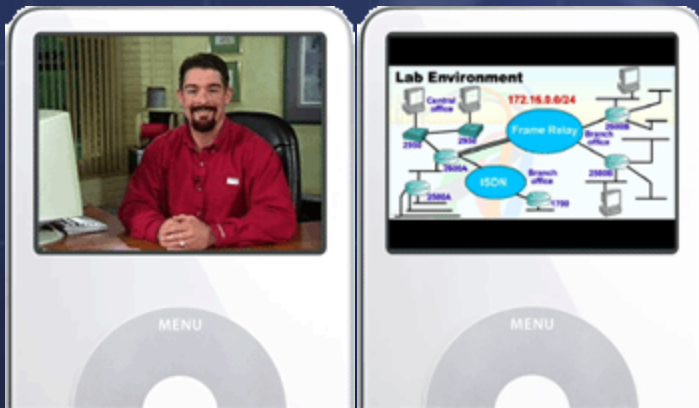 Lab Environment
Central
office
172.16.0.0/24
Frame Relay
2600B
Branch
office
2950
2950
3600A
ISDN
Branch
office
2500B
2500A
1700
MENU
MENU